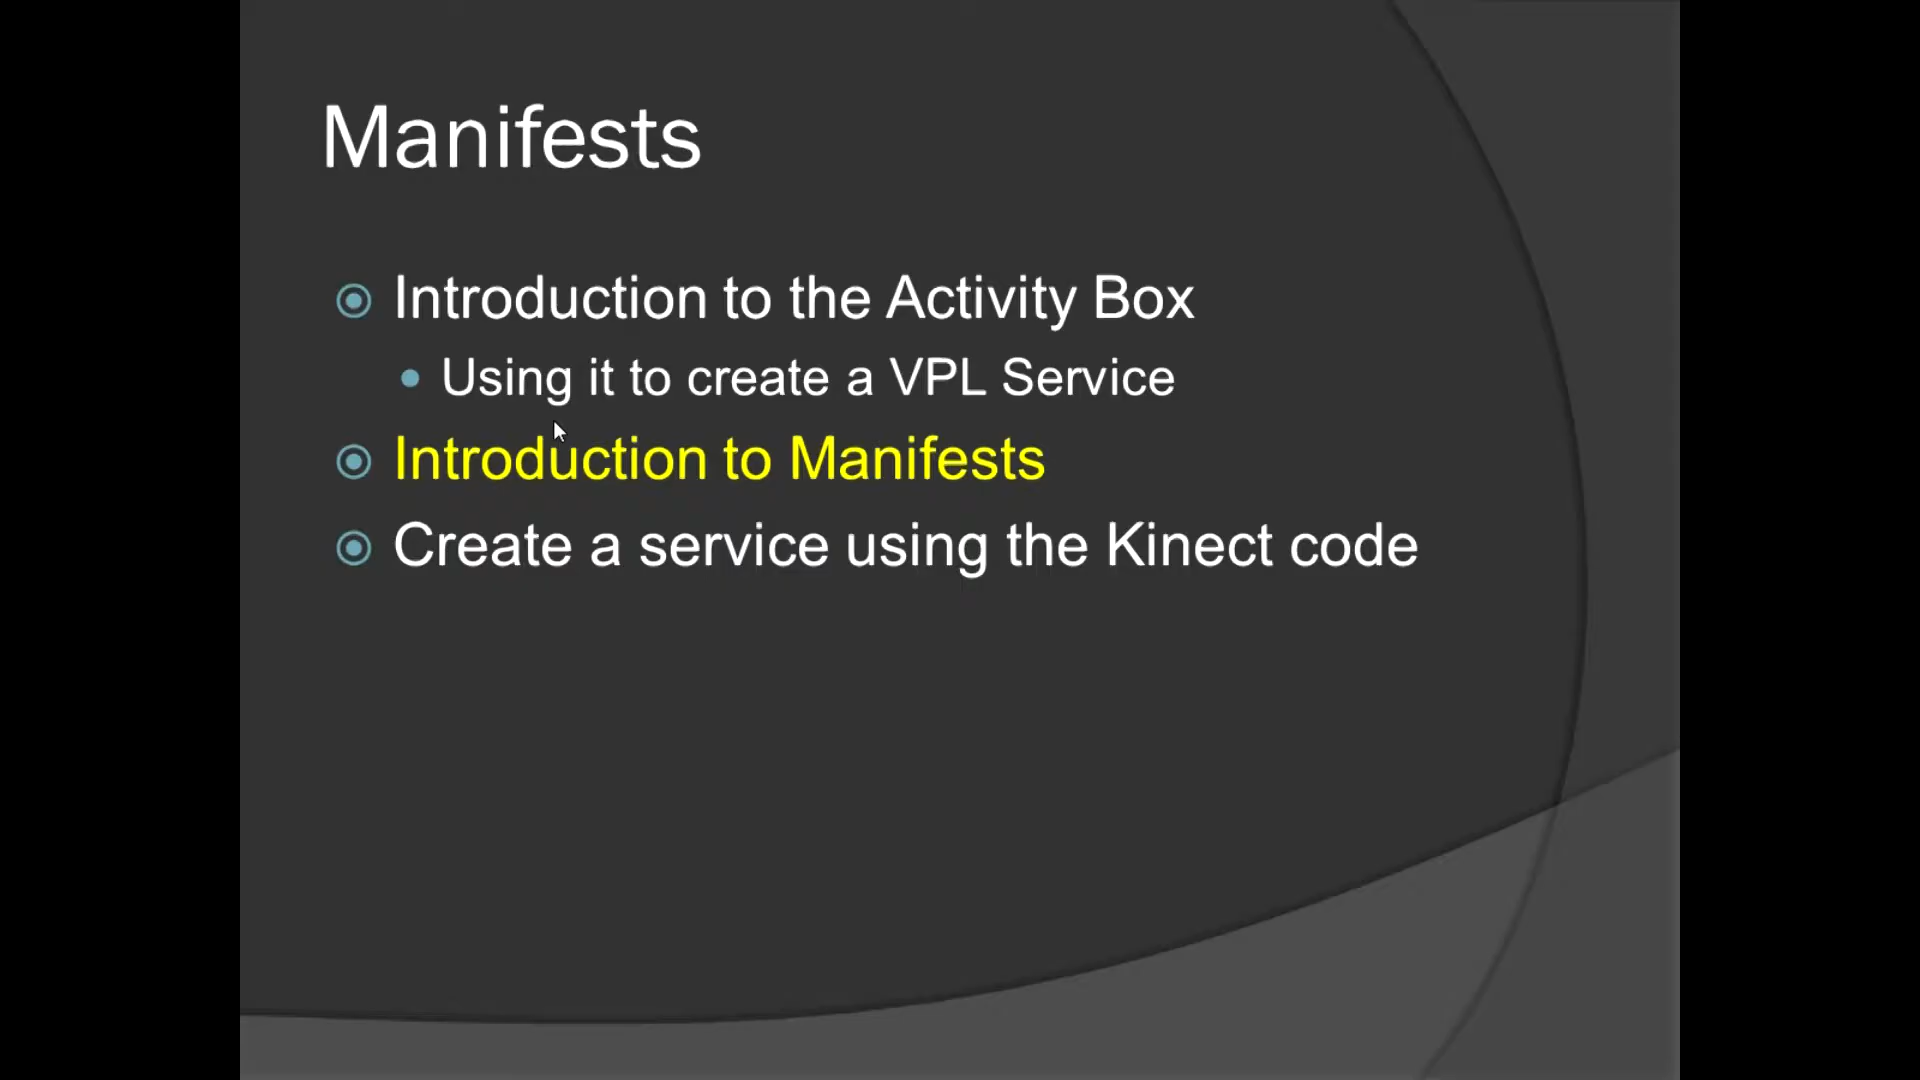 Manifests
Introduction to the Activity Box
Using it to create a VPL Service
Introduction to Manifests
Create a service using the Kinect code